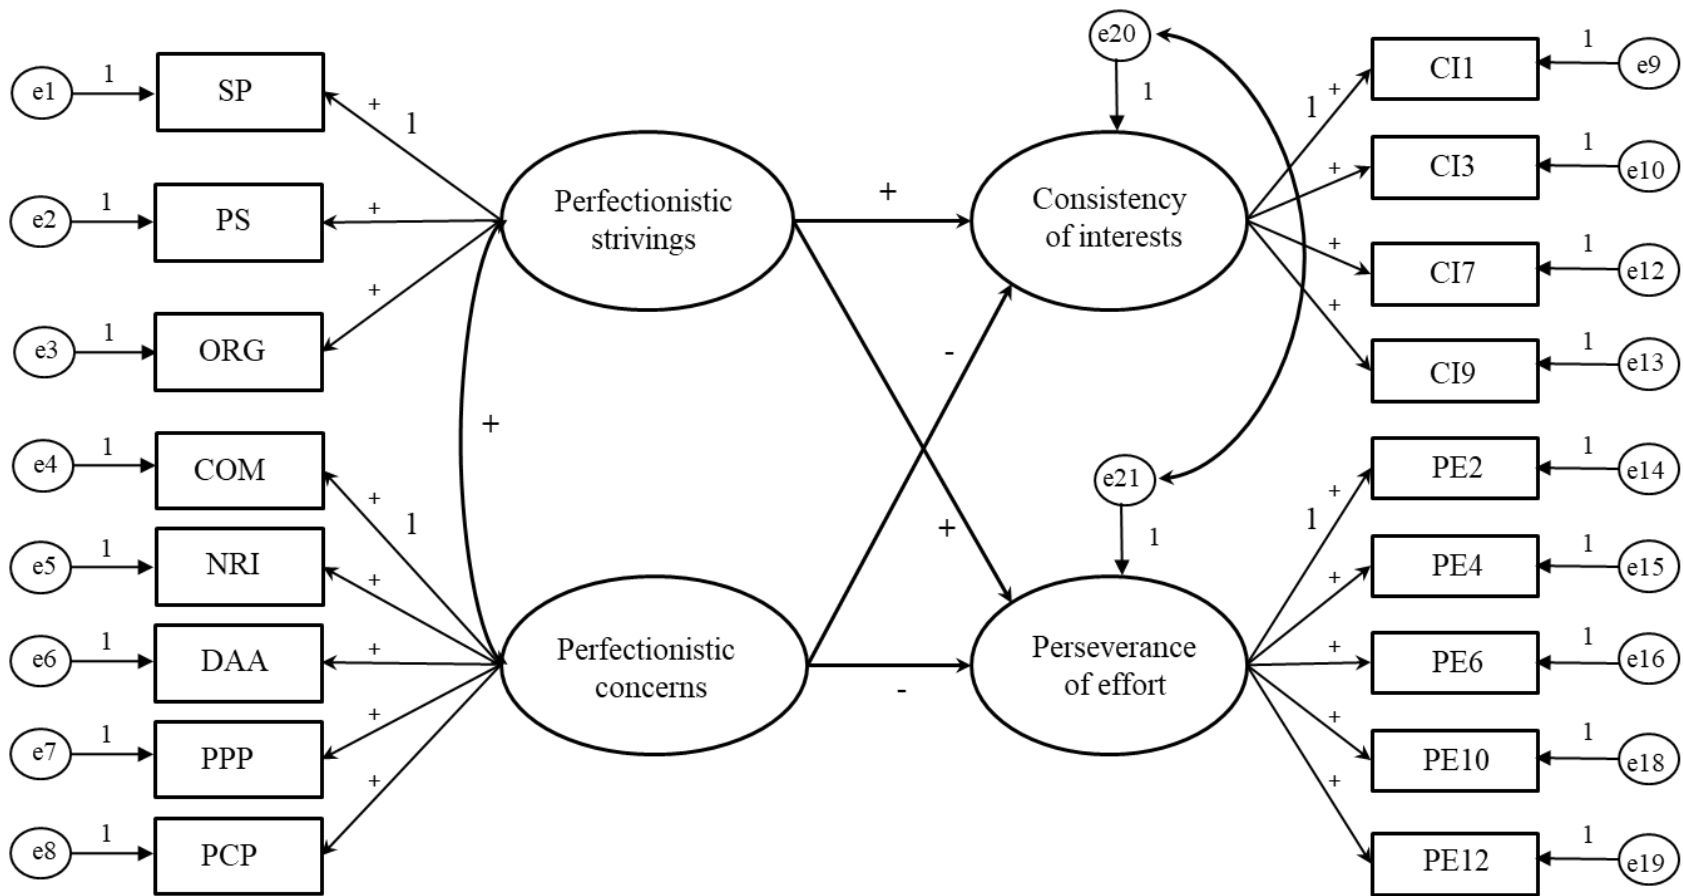 e20
e1
1
SP
+
1
1
1
+
CI1
1
e9
e2
1
PS
+
Perfectionistic
strivings
+
Consistency
of interests
+
CI3
1
e10
+
CI7
1
e12
e3
1
ORG
+
-
+
CI9
1
e13
e4
1
COM
+
1
+
e21
1
+
1
PE2
1
e14
e5
1
NRI
+
+
+
PE4
1
e15
e6
1
DAA
+
Perfectionistic
concerns
-
Perseverance
of effort
+
PE6
1
e16
e7
1
PPP
+
+
PE10
1
e18
e8
1
PCP
+
+
PE12
1
e19